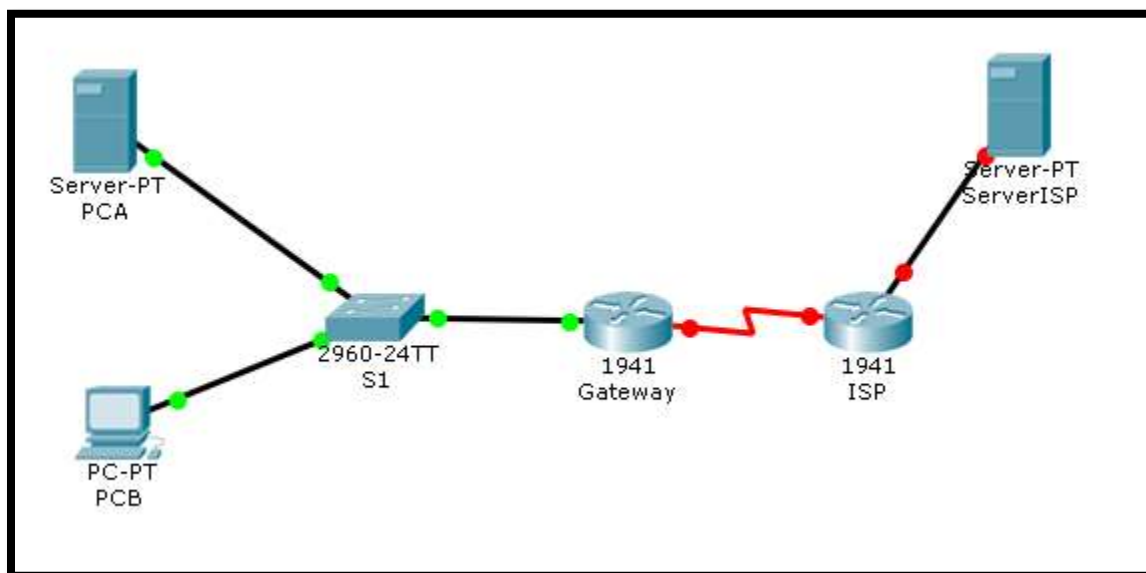 Server-PT
PCA
Server-PT
ServerISP
2960-24TT
S1
1941
Gateway
1941
ISP
PC-PT
PCB